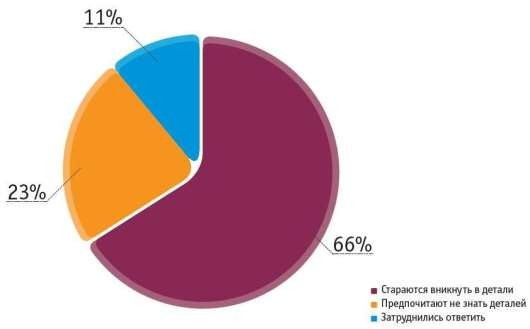 11%
23%
66%
Стараются вникнуть в детали
Предпочитают не знать деталей
Затруднились ответить